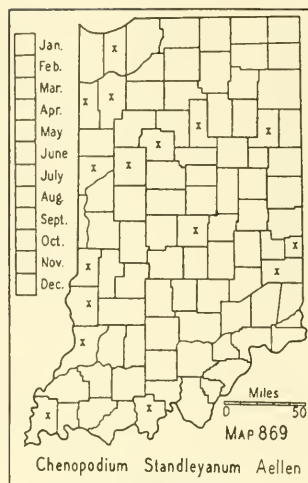 Jan.
Feb.
Mar.
Apr.
May
June
July
Aug.
Sept.
Oct.
Nov.
Dec.
x
x x
x x
x
x x
x x
x x
x
x
x x
Miles
0 50
MAP 869
Chenopodium Standleyanum Aellen